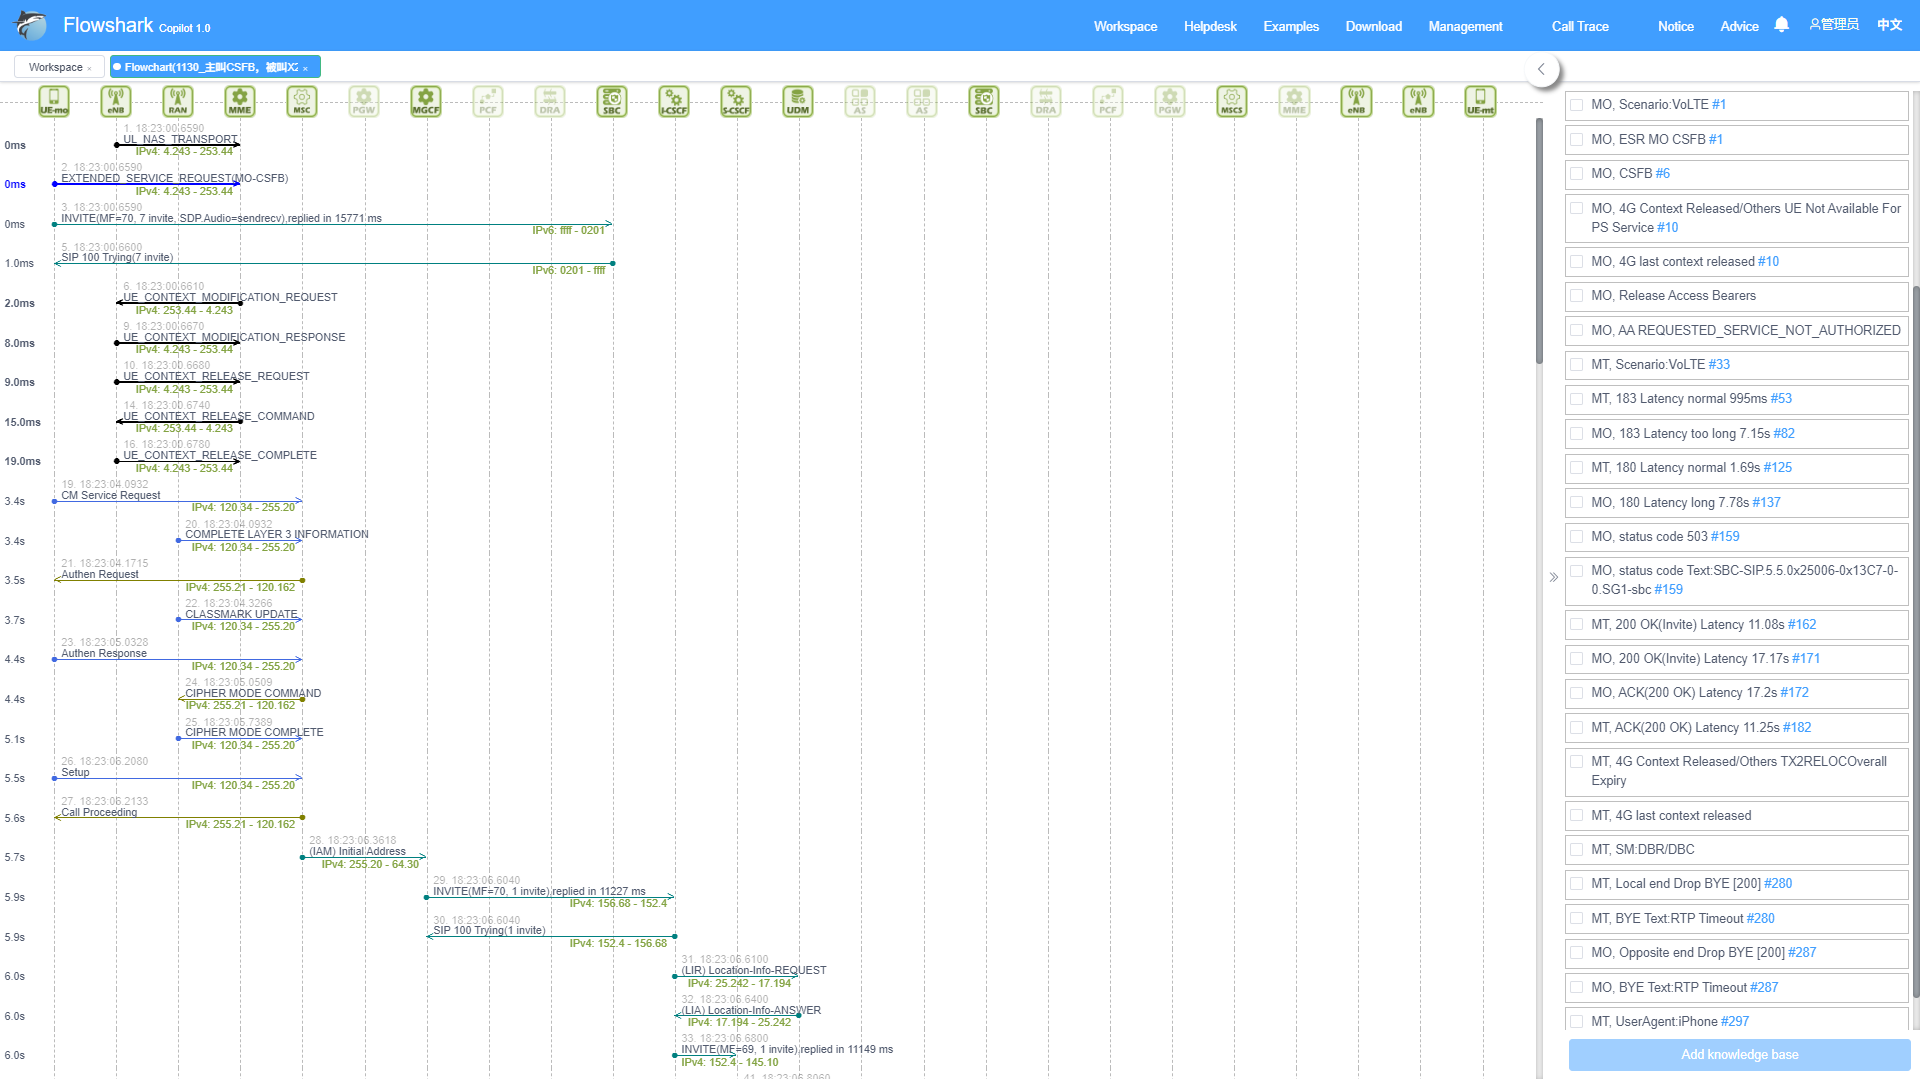 Flowshark Copilot 1.0
Workspace Helpdesk Examples Download Management Call Trace Notice Advice 管理员 中文
Workspace × Flowchart(1130_主叫CSFB，被叫X2 ×
UE-mo eNB RAN MME MSC PGW MGCF PCF DRA SBC I-CSCF S-CSCF UDM AS AS SBC DRA PCF PGW MSCS MME eNB eNB UE-mt
1. 18:23:00.6590
0ms UL_NAS_TRANSPORT
IPv4: 4.243 - 253.44
2. 18:23:00.6590
0ms EXTENDED_SERVICE_REQUEST(MO-CSFB)
IPv4: 4.243 - 253.44
3. 18:23:00.6590
0ms INVITE(MF=70, 7 invite, SDP.Audio=sendrecv),replied in 15771 ms
IPv6: ffff - 0201
5. 18:23:00.6600
1.0ms SIP 100 Trying(7 invite)
IPv6: 0201 - ffff
6. 18:23:00.6610
2.0ms UE_CONTEXT_MODIFICATION_REQUEST
IPv4: 253.44 - 4.243
9. 18:23:00.6670
8.0ms UE_CONTEXT_MODIFICATION_RESPONSE
IPv4: 4.243 - 253.44
10. 18:23:00.6680
9.0ms UE_CONTEXT_RELEASE_REQUEST
IPv4: 4.243 - 253.44
14. 18:23:00.6740
15.0ms UE_CONTEXT_RELEASE_COMMAND
IPv4: 253.44 - 4.243
16. 18:23:00.6780
19.0ms UE_CONTEXT_RELEASE_COMPLETE
IPv4: 4.243 - 253.44
19. 18:23:04.0932
3.4s CM Service Request
IPv4: 120.34 - 255.20
20. 18:23:04.0932
3.4s COMPLETE LAYER 3 INFORMATION
IPv4: 120.34 - 255.20
21. 18:23:04.1715
3.5s Authen Request
IPv4: 255.21 - 120.162
22. 18:23:04.3266
3.7s CLASSMARK UPDATE
IPv4: 120.34 - 255.20
23. 18:23:05.0328
4.4s Authen Response
IPv4: 120.34 - 255.20
24. 18:23:05.0509
4.4s CIPHER MODE COMMAND
IPv4: 255.21 - 120.162
25. 18:23:05.7389
5.1s CIPHER MODE COMPLETE
IPv4: 120.34 - 255.20
26. 18:23:06.2080
5.5s Setup
IPv4: 120.34 - 255.20
27. 18:23:06.2133
5.6s Call Proceeding
IPv4: 255.21 - 120.162
28. 18:23:06.3618
5.7s (IAM) Initial Address
IPv4: 255.20 - 64.30
29. 18:23:06.6040
5.9s INVITE(MF=70, 1 invite),replied in 11227 ms
IPv4: 156.68 - 152.4
30. 18:23:06.6040
5.9s SIP 100 Trying(1 invite)
IPv4: 152.4 - 156.68
31. 18:23:06.6100
6.0s (LIR) Location-Info-REQUEST
IPv4: 25.242 - 17.194
32. 18:23:06.6400
6.0s (LIA) Location-Info-ANSWER
IPv4: 17.194 - 25.242
33. 18:23:06.6800
6.0s INVITE(MF=69, 1 invite),replied in 11149 ms
IPv4: 152.4 - 145.10
41. 18:23:06.8060
MO, Scenario:VoLTE #1
MO, ESR MO CSFB #1
MO, CSFB #6
MO, 4G Context Released/Others UE Not Available For
PS Service #10
MO, 4G last context released #10
MO, Release Access Bearers
MO, AA REQUESTED_SERVICE_NOT_AUTHORIZED
MT, Scenario:VoLTE #33
MT, 183 Latency normal 995ms #53
MO, 183 Latency too long 7.15s #82
MT, 180 Latency normal 1.69s #125
MO, 180 Latency long 7.78s #137
MO, status code 503 #159
MO, status code Text:SBC-SIP.5.5.0x25006-0x13C7-0-
0.SG1-sbc #159
MT, 200 OK(Invite) Latency 11.08s #162
MO, 200 OK(Invite) Latency 17.17s #171
MO, ACK(200 OK) Latency 17.2s #172
MT, ACK(200 OK) Latency 11.25s #182
MT, 4G Context Released/Others TX2RELOCOverall
Expiry
MT, 4G last context released
MT, SM:DBR/DBC
MT, Local end Drop BYE [200] #280
MT, BYE Text:RTP Timeout #280
MO, Opposite end Drop BYE [200] #287
MO, BYE Text:RTP Timeout #287
MT, UserAgent:iPhone #297
Add knowledge base